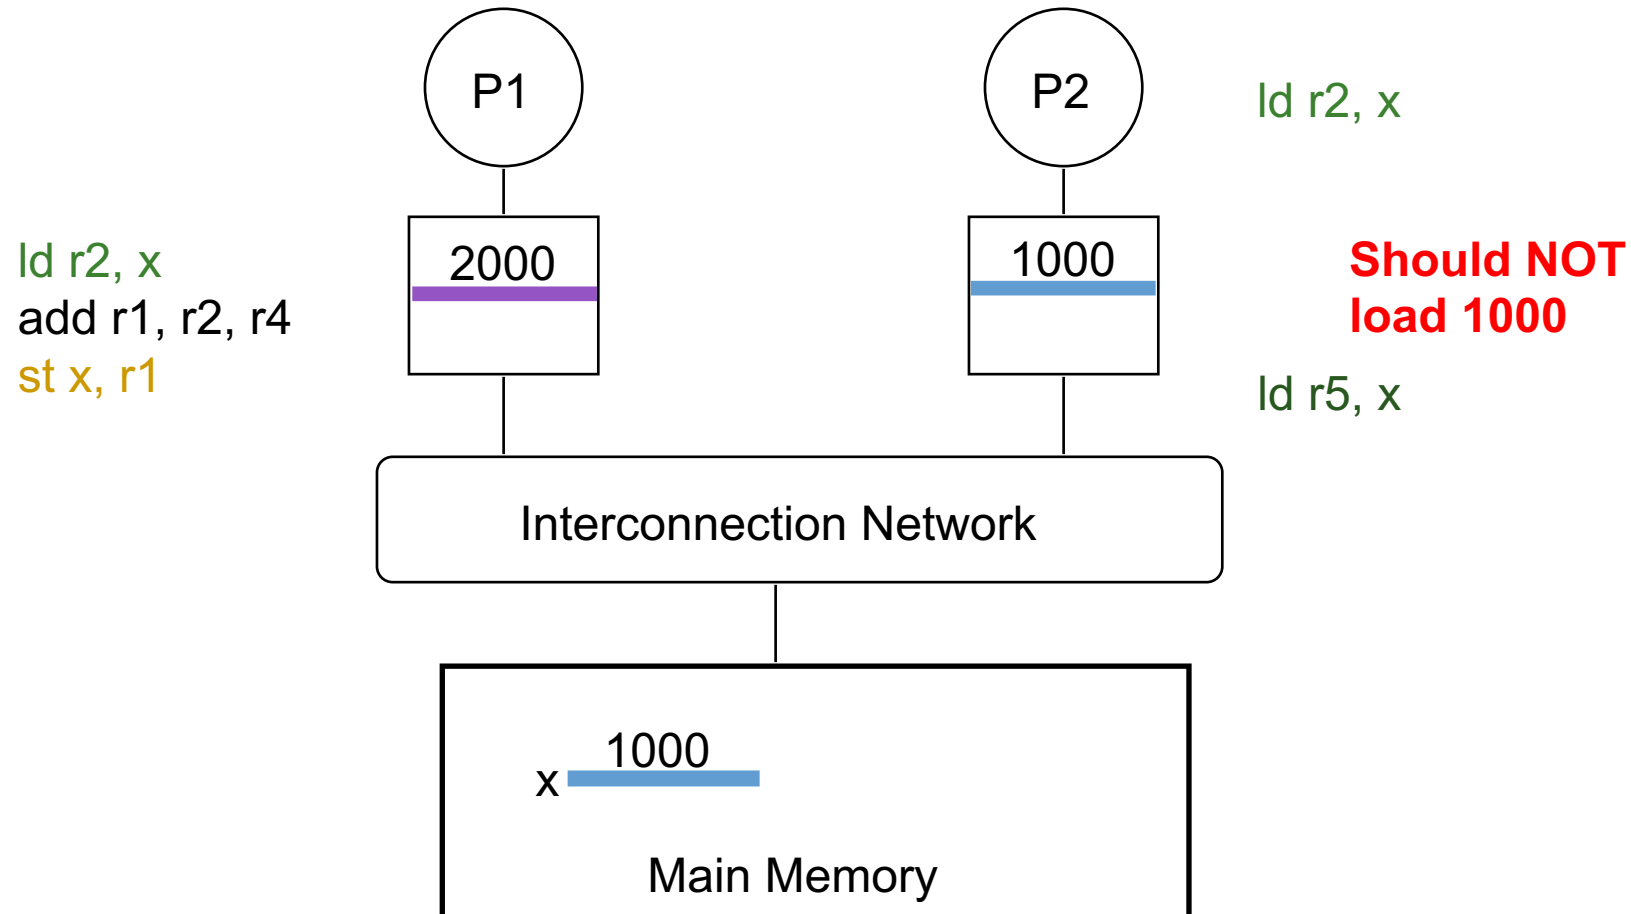 P1
P2
ld r2, x
ld r2, x
add r1, r2, r4
st x, r1
2000
1000
Should NOT
load 1000
ld r5, x
Interconnection Network
1000
x
Main Memory